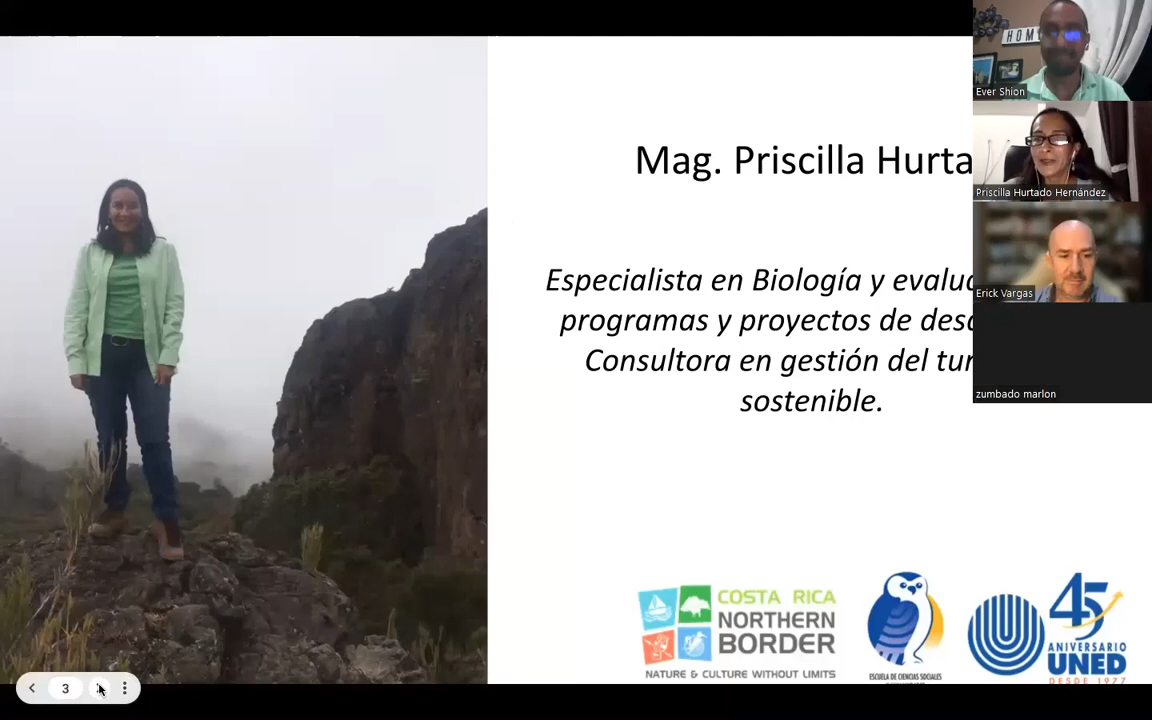 Mag. Priscilla Hurta
Especialista en Biología y evalua
programas y proyectos de desa
Consultora en gestión del tur
sostenible.
COSTA RICA
NORTHERN
BORDER
NATURE & CULTURE WITHOUT LIMITS
ESCUELA DE CIENCIAS SOCIALES
45
ANIVERSARIO
UNED
DESDE 1977
HOM
Ever Shion
Priscilla Hurtado Hernández
Erick Vargas
zumbado marlon
3